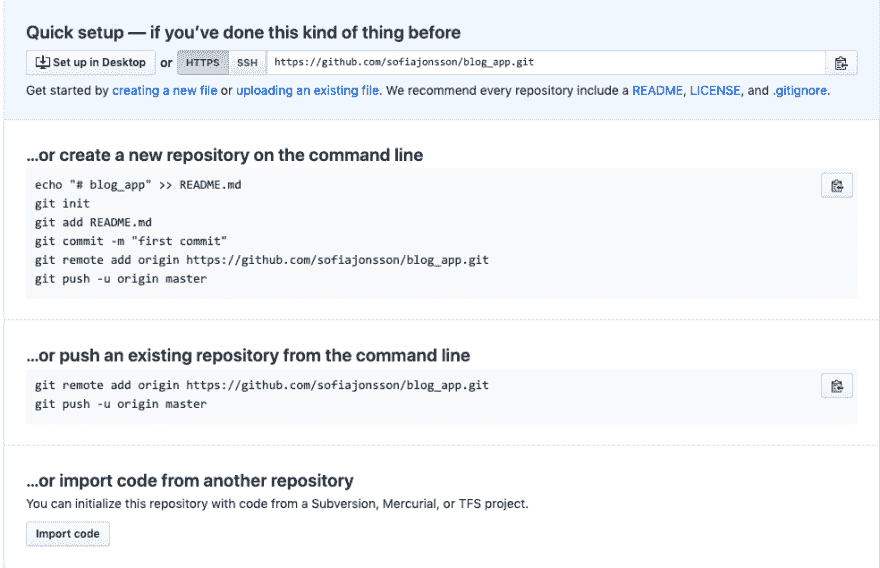 Quick setup — if you’ve done this kind of thing before
Set up in Desktop or HTTPS SSH https://github.com/sofiajonsson/blog_app.git
Get started by creating a new file or uploading an existing file. We recommend every repository include a README, LICENSE, and .gitignore.
…or create a new repository on the command line
echo "# blog_app" >> README.md
git init
git add README.md
git commit -m "first commit"
git remote add origin https://github.com/sofiajonsson/blog_app.git
git push -u origin master
…or push an existing repository from the command line
git remote add origin https://github.com/sofiajonsson/blog_app.git
git push -u origin master
…or import code from another repository
You can initialize this repository with code from a Subversion, Mercurial, or TFS project.
Import code